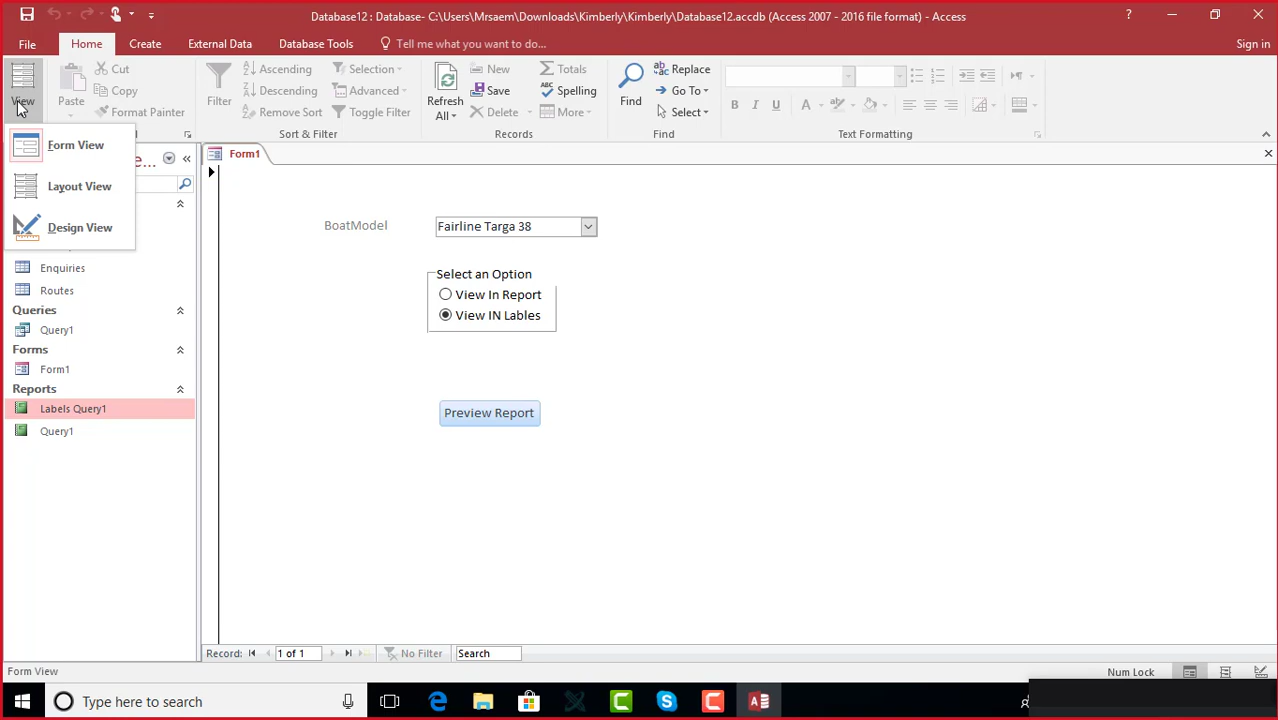 Database12 : Database- C:\Users\Mrsaem\Downloads\Kimberly\Kimberly\Database12.accdb (Access 2007 - 2016 file format) - Access
?
File
Home
Create
External Data
Database Tools
Tell me what you want to do...
Sign in
View
Paste
Cut
Copy
Format Painter
Filter
Ascending
Descending
Remove Sort
Selection
Advanced
Toggle Filter
Sort & Filter
Refresh
All
New
Save
Delete
Totals
Spelling
More
Records
Find
Replace
Go To
Select
Find
B I U A
Text Formatting
Form View
Layout View
Design View
e...
Enquiries
Routes
Queries
Query1
Forms
Form1
Reports
Labels Query1
Query1
Form1
BoatModel
Fairline Targa 38
Select an Option
View In Report
View IN Lables
Preview Report
Record:
1 of 1
No Filter
Search
Form View
Num Lock
Type here to search